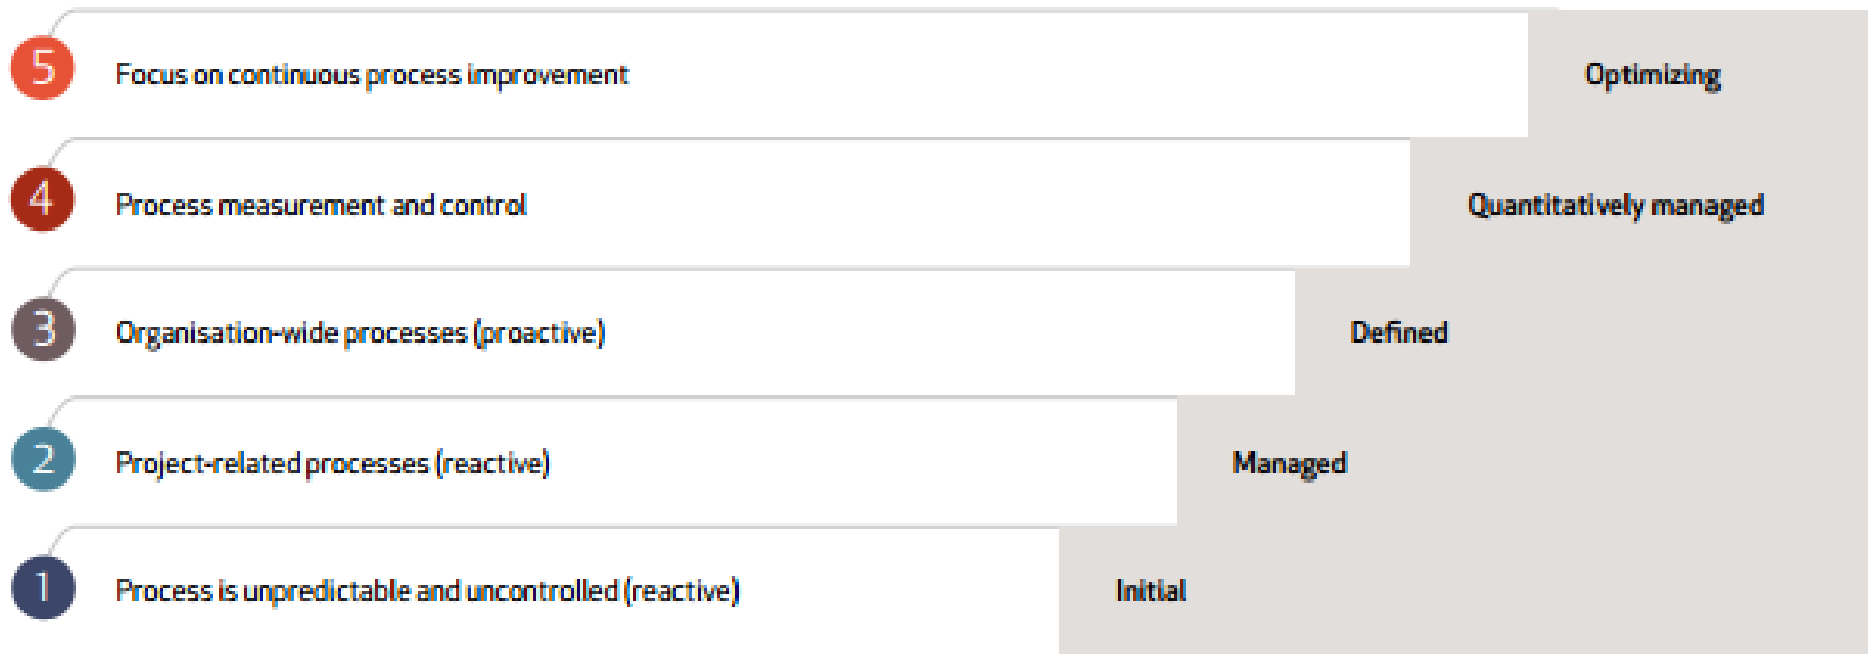 5 Focus on continuous process improvement Optimizing
4 Process measurement and control Quantitatively managed
3 Organisation-wide processes (proactive) Defined
2 Project-related processes (reactive) Managed
1 Process is unpredictable and uncontrolled (reactive) Initial